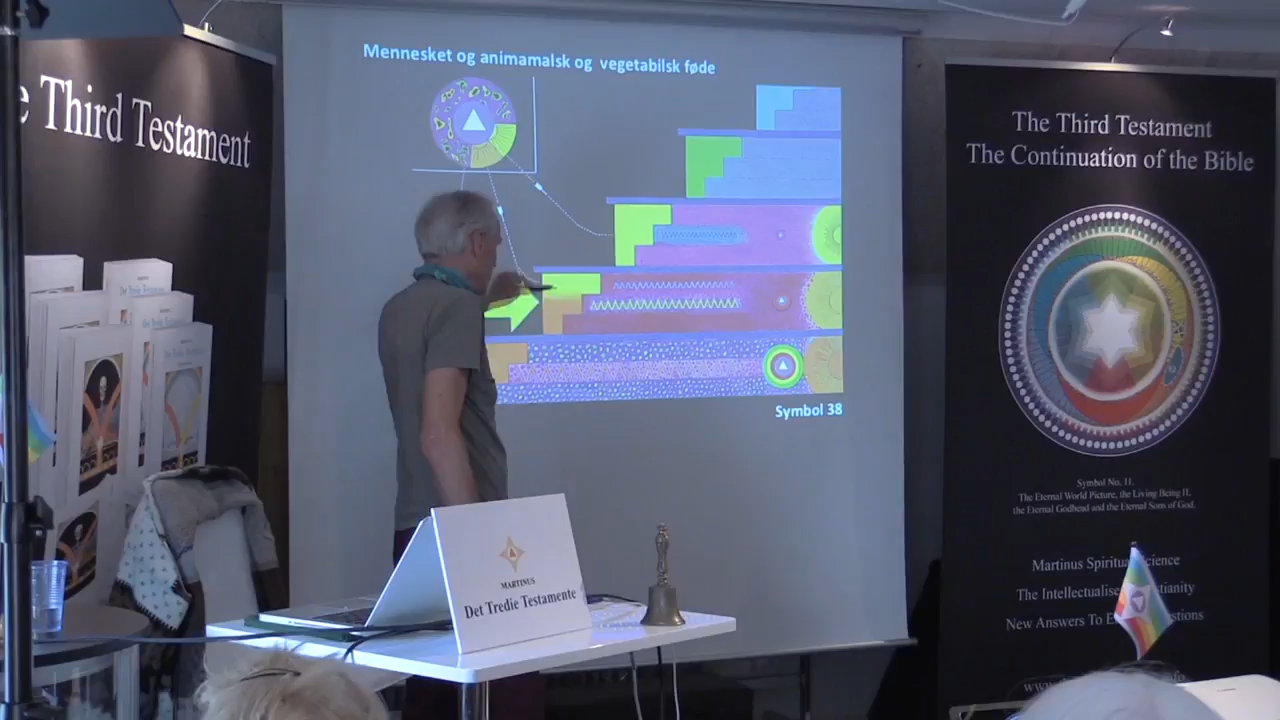 e Third Testament
MARTINUS
Mennesket og animamalsk og vegetabilsk føde
Symbol 38
MARTINUS
Det Tredie Testamente
The Third Testament
The Continuation of the Bible
Symbol No. 11.
The Eternal World Picture, the Living Being II,
the Eternal Godhead and the Eternal Sons of God.
Martinus Spiritual Science
The Intellectualise
New Answers To